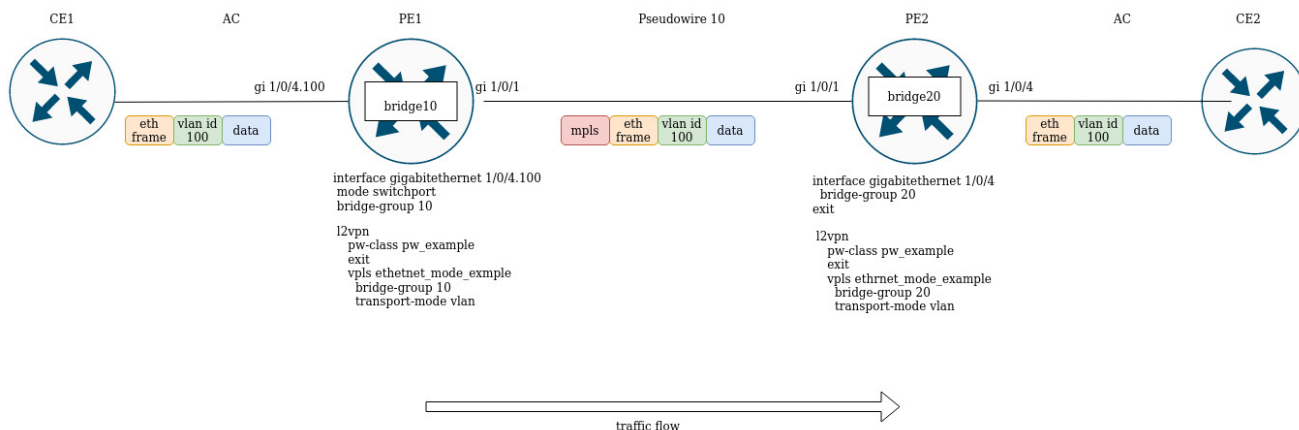 CE1
AC
PE1
Pseudowire 10
PE2
AC
CE2
gi 1/0/4.100
gi 1/0/1
gi 1/0/1
gi 1/0/4
bridge10
bridge20
eth
frame
vlan id
100
data
mpls
eth
frame
vlan id
100
data
eth
frame
vlan id
100
data
interface gigabitethernet 1/0/4.100
mode switchport
bridge-group 10
l2vpn
pw-class pw_example
exit
vpls ethetnet_mode_exmple
bridge-group 10
transport-mode vlan
interface gigabitethernet 1/0/4
bridge-group 20
exit
l2vpn
pw-class pw_example
exit
vpls ethrnet_mode_example
bridge-group 20
transport-mode vlan
traffic flow